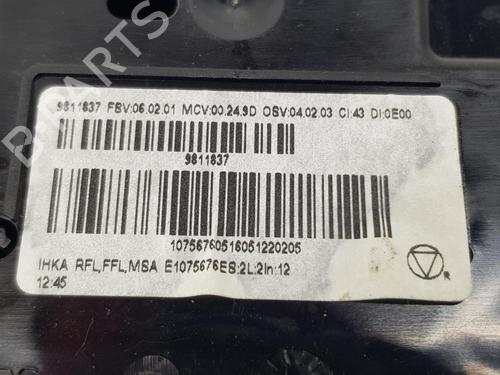 9811837 FBV:06.02.01 MCV:00.24.9D OSV:04.02.03 CI:43 DI:0E00
9811837
10756760516051220205
IHKA RFL,FFL,MSA E1075676ES:2L:2In:12
12:45
R
B-PARTS